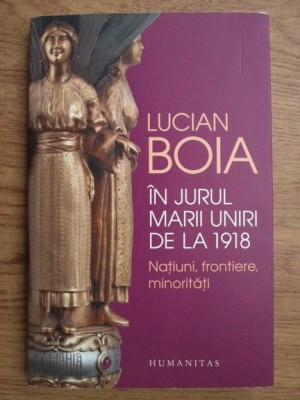 LUCIAN
BOIA
ÎN JURUL
MARII UNIRI
DE LA 1918
Națiuni, frontiere,
minorități
HUMANITAS